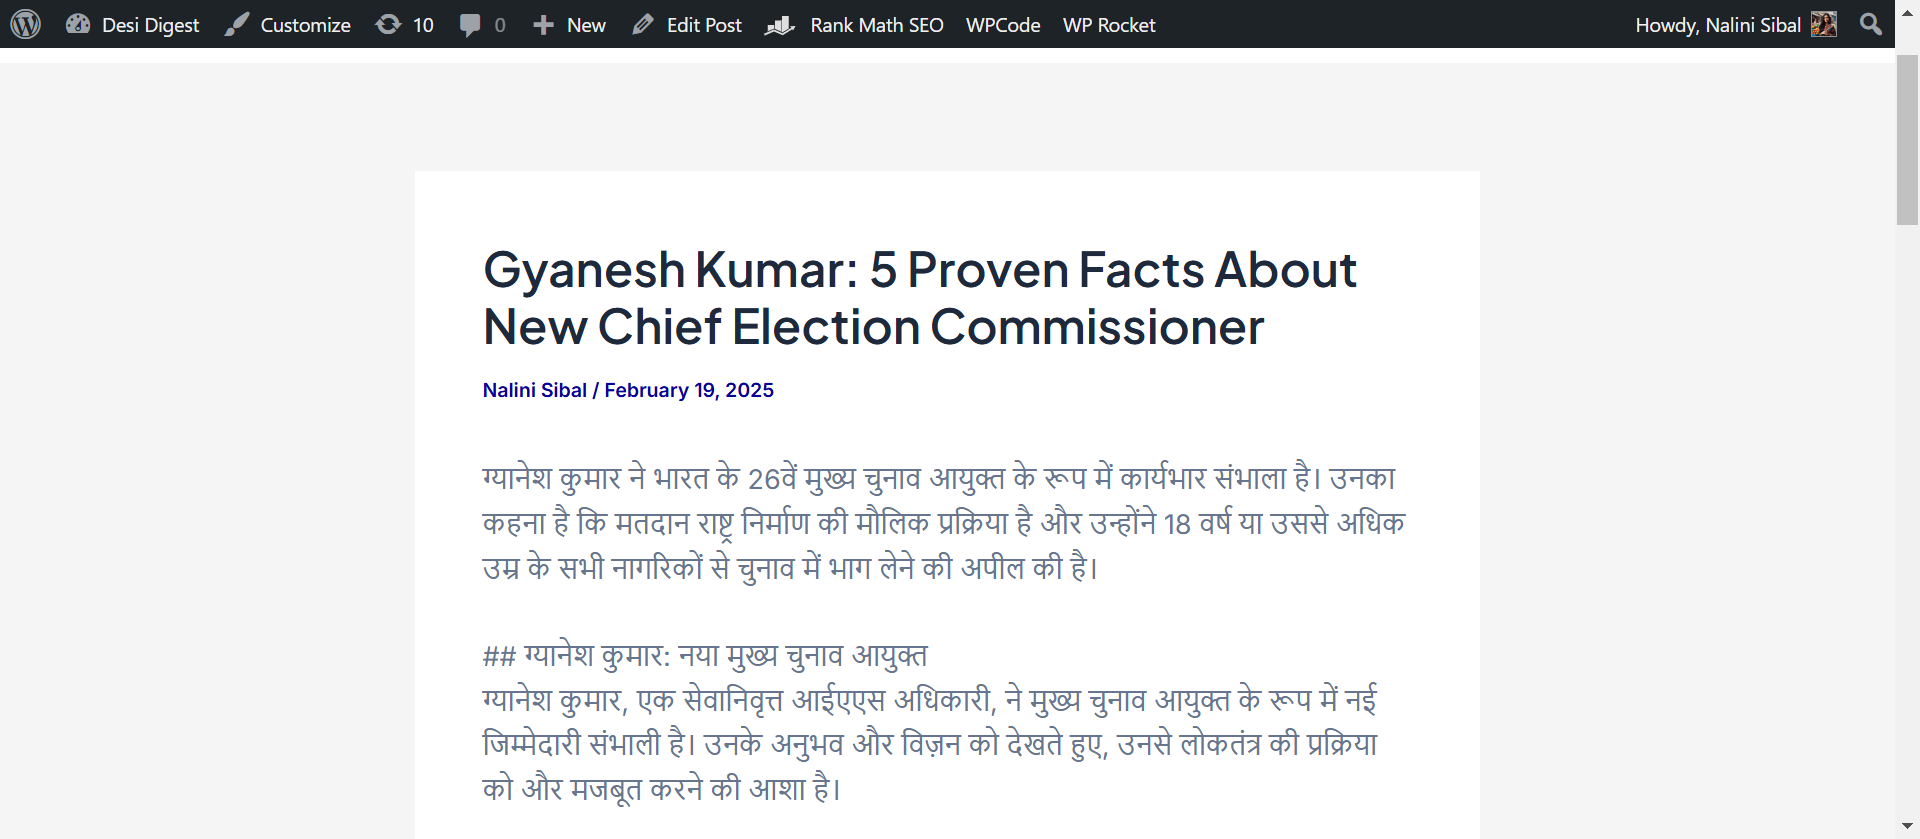 Desi Digest Customize 10 0 New Edit Post Rank Math SEO WPCode WP Rocket Howdy, Nalini Sibal
Gyanesh Kumar: 5 Proven Facts About
New Chief Election Commissioner
Nalini Sibal / February 19, 2025
ग्यानेश कुमार ने भारत के 26वें मुख्य चुनाव आयुक्त के रूप में कार्यभार संभाला है। उनका
कहना है कि मतदान राष्ट्र निर्माण की मौलिक प्रक्रिया है और उन्होंने 18 वर्ष या उससे अधिक
उम्र के सभी नागरिकों से चुनाव में भाग लेने की अपील की है।
## ग्यानेश कुमार: नया मुख्य चुनाव आयुक्त
ग्यानेश कुमार, एक सेवानिवृत्त आईएएस अधिकारी, ने मुख्य चुनाव आयुक्त के रूप में नई
जिम्मेदारी संभाली है। उनके अनुभव और विज़न को देखते हुए, उनसे लोकतंत्र की प्रक्रिया
को और मजबूत करने की आशा है।